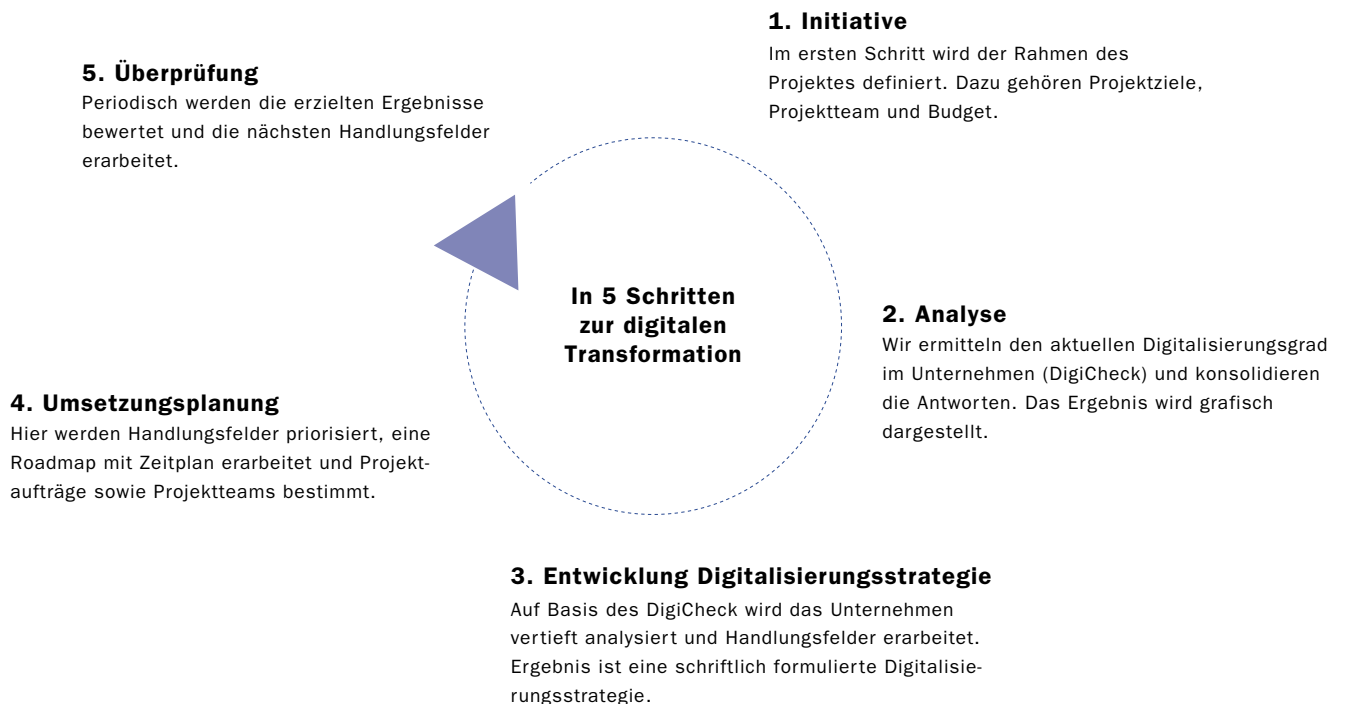 1. Initiative
Im ersten Schritt wird der Rahmen des
Projektes definiert. Dazu gehören Projektziele,
Projektteam und Budget.
2. Analyse
Wir ermitteln den aktuellen Digitalisierungsgrad
im Unternehmen (DigiCheck) und konsolidieren
die Antworten. Das Ergebnis wird grafisch
dargestellt.
3. Entwicklung Digitalisierungsstrategie
Auf Basis des DigiCheck wird das Unternehmen
vertieft analysiert und Handlungsfelder erarbeitet.
Ergebnis ist eine schriftlich formulierte Digitalisie-
rungsstrategie.
4. Umsetzungsplanung
Hier werden Handlungsfelder priorisiert, eine
Roadmap mit Zeitplan erarbeitet und Projekt-
aufträge sowie Projektteams bestimmt.
5. Überprüfung
Periodisch werden die erzielten Ergebnisse
bewertet und die nächsten Handlungsfelder
erarbeitet.
In 5 Schritten
zur digitalen
Transformation